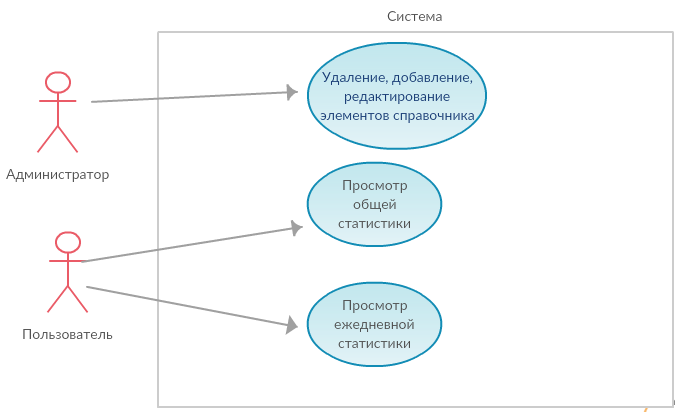 Система
Удаление, добавление,
редактирование
элементов справочника
Администратор
Просмотр
общей
статистики
Пользователь
Просмотр
ежедневной
статистики